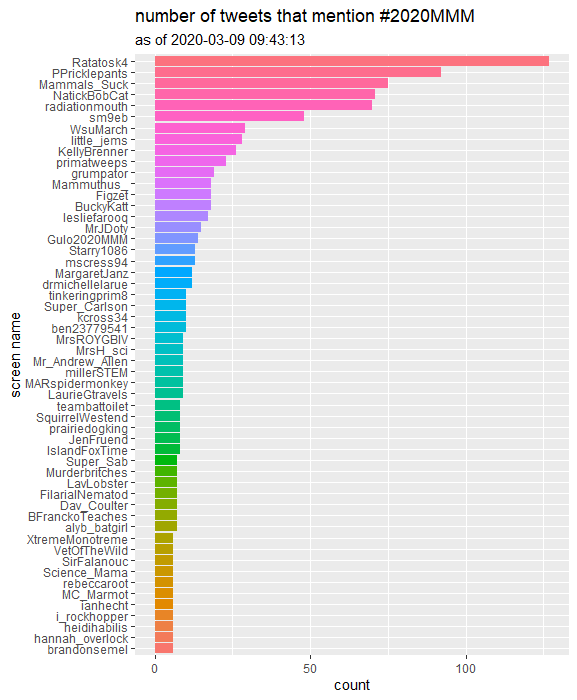 number of tweets that mention #2020MMM
as of 2020-03-09 09:43:13
Ratatosk4
PPricklepants
Mammals_Suck
NatickBobCat
radiationmouth
sm9eb
WsuMarch
little_jems
KellyBrenner
primatweeps
grumpator
Mammuthus_
Figzet
BuckyKatt
lesliefarooq
MrJDoty
Gulo2020MMM
Starry1086
mscress94
MargaretJanz
drmichellelarue
tinkeringprim8
Super_Carlson
kcross34
ben23779541
MrsROYGBIV
MrsH_sci
Mr_Andrew_Allen
millerSTEM
MARspidermonkey
LaurieGtravels
teambattoilet
SquirrelWestend
prairiedogking
JenFruend
IslandFoxTime
Super_Sab
Murderbritches
LavLobster
FilarialNematod
Dav_Coulter
BFranckoTeaches
alyb_batgirl
XtremeMonotreme
VetOfTheWild
SirFalanouc
Science_Mama
rebeccaroot
MC_Marmot
ianhecht
i_rockhopper
heidihabilis
hannah_overlock
brandonsemel
screen name
0 50 100
count